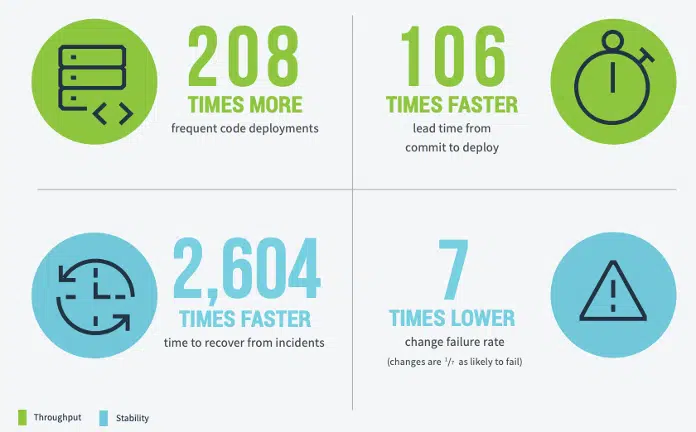 208
TIMES MORE
frequent code deployments
106
TIMES FASTER
lead time from
commit to deploy
2,604
TIMES FASTER
time to recover from incidents
7
TIMES LOWER
change failure rate
(changes are 1/7 as likely to fail)
Throughput
Stability